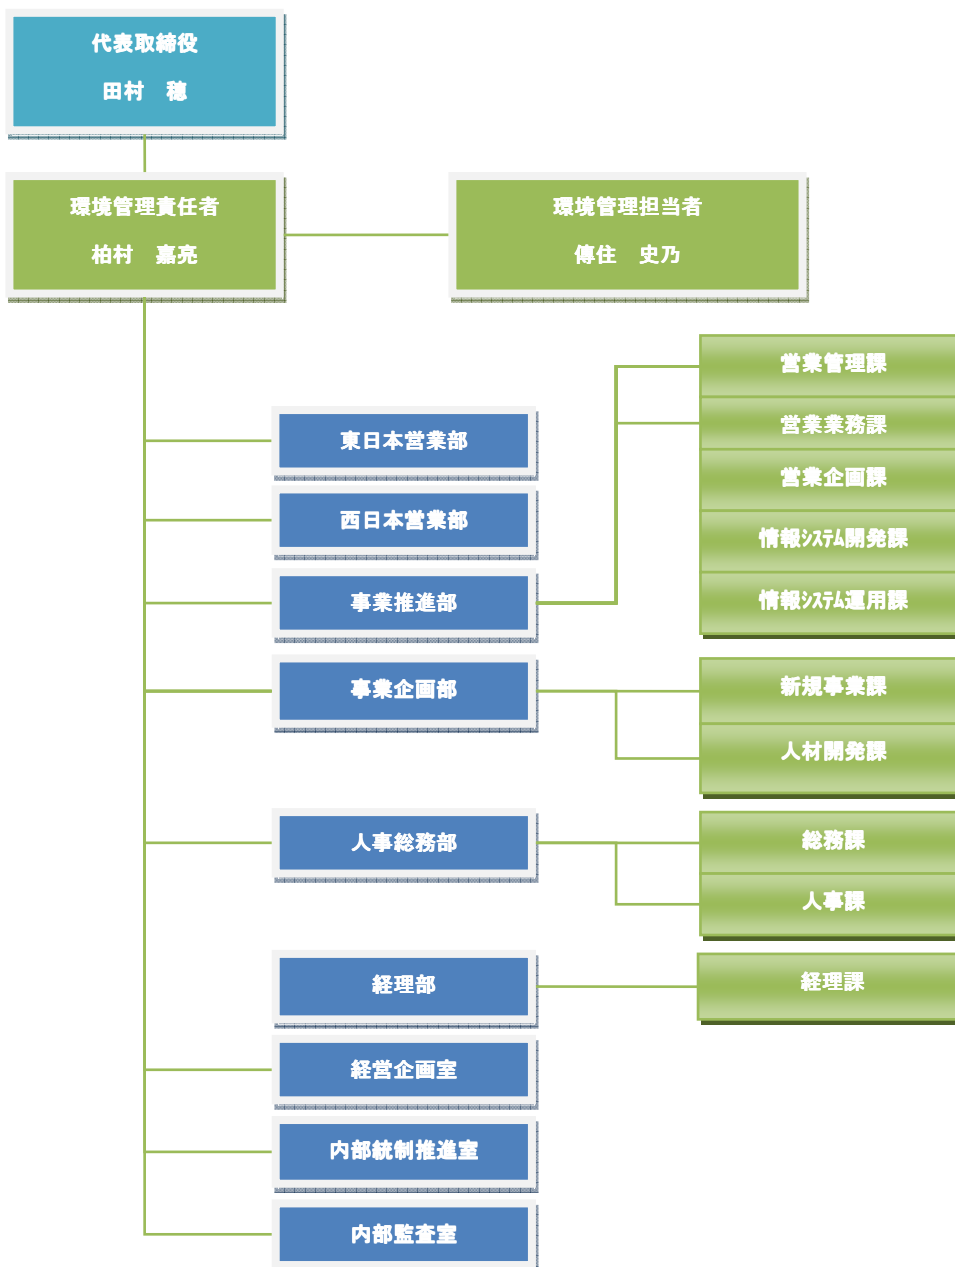 代表取締役
田村　穂
環境管理責任者
柏村　嘉亮
環境管理担当者
傳住　史乃
営業管理課
営業業務課
営業企画課
情報ｼｽﾃﾑ開発課
情報ｼｽﾃﾑ運用課
東日本営業部
西日本営業部
事業推進部
事業企画部
新規事業課
人材開発課
人事総務部
総務課
人事課
経理部
経理課
経営企画室
内部統制推進室
内部監査室